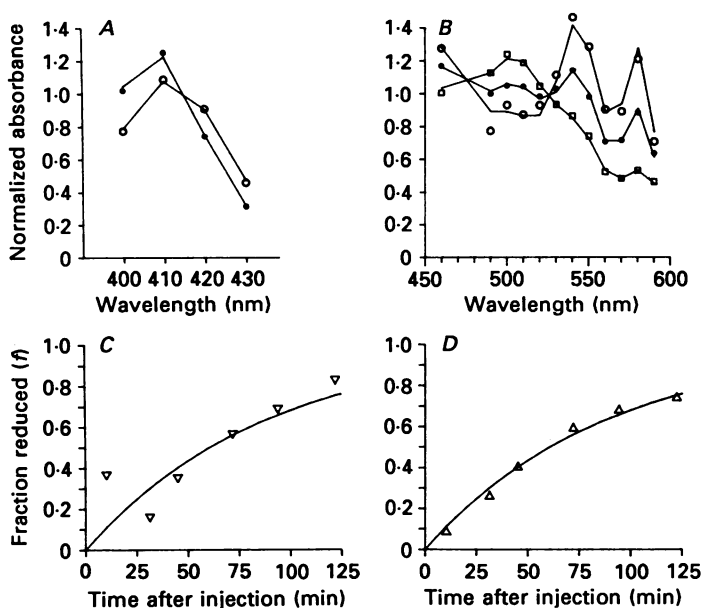 A
1·4
1·2
1·0
0·8
0·6
0·4
0·2
0
400 410 420 430
Wavelength (nm)
Normalized absorbance
B
1·4
1·2
1·0
0·8
0·6
0·4
0·2
0
450 500 550 600
Wavelength (nm)
C
1·0
0·8
0·6
0·4
0·2
0
0 25 50 75 100 125
Time after injection (min)
Fraction reduced (f)
D
1·0
0·8
0·6
0·4
0·2
0
0 25 50 75 100 125
Time after injection (min)